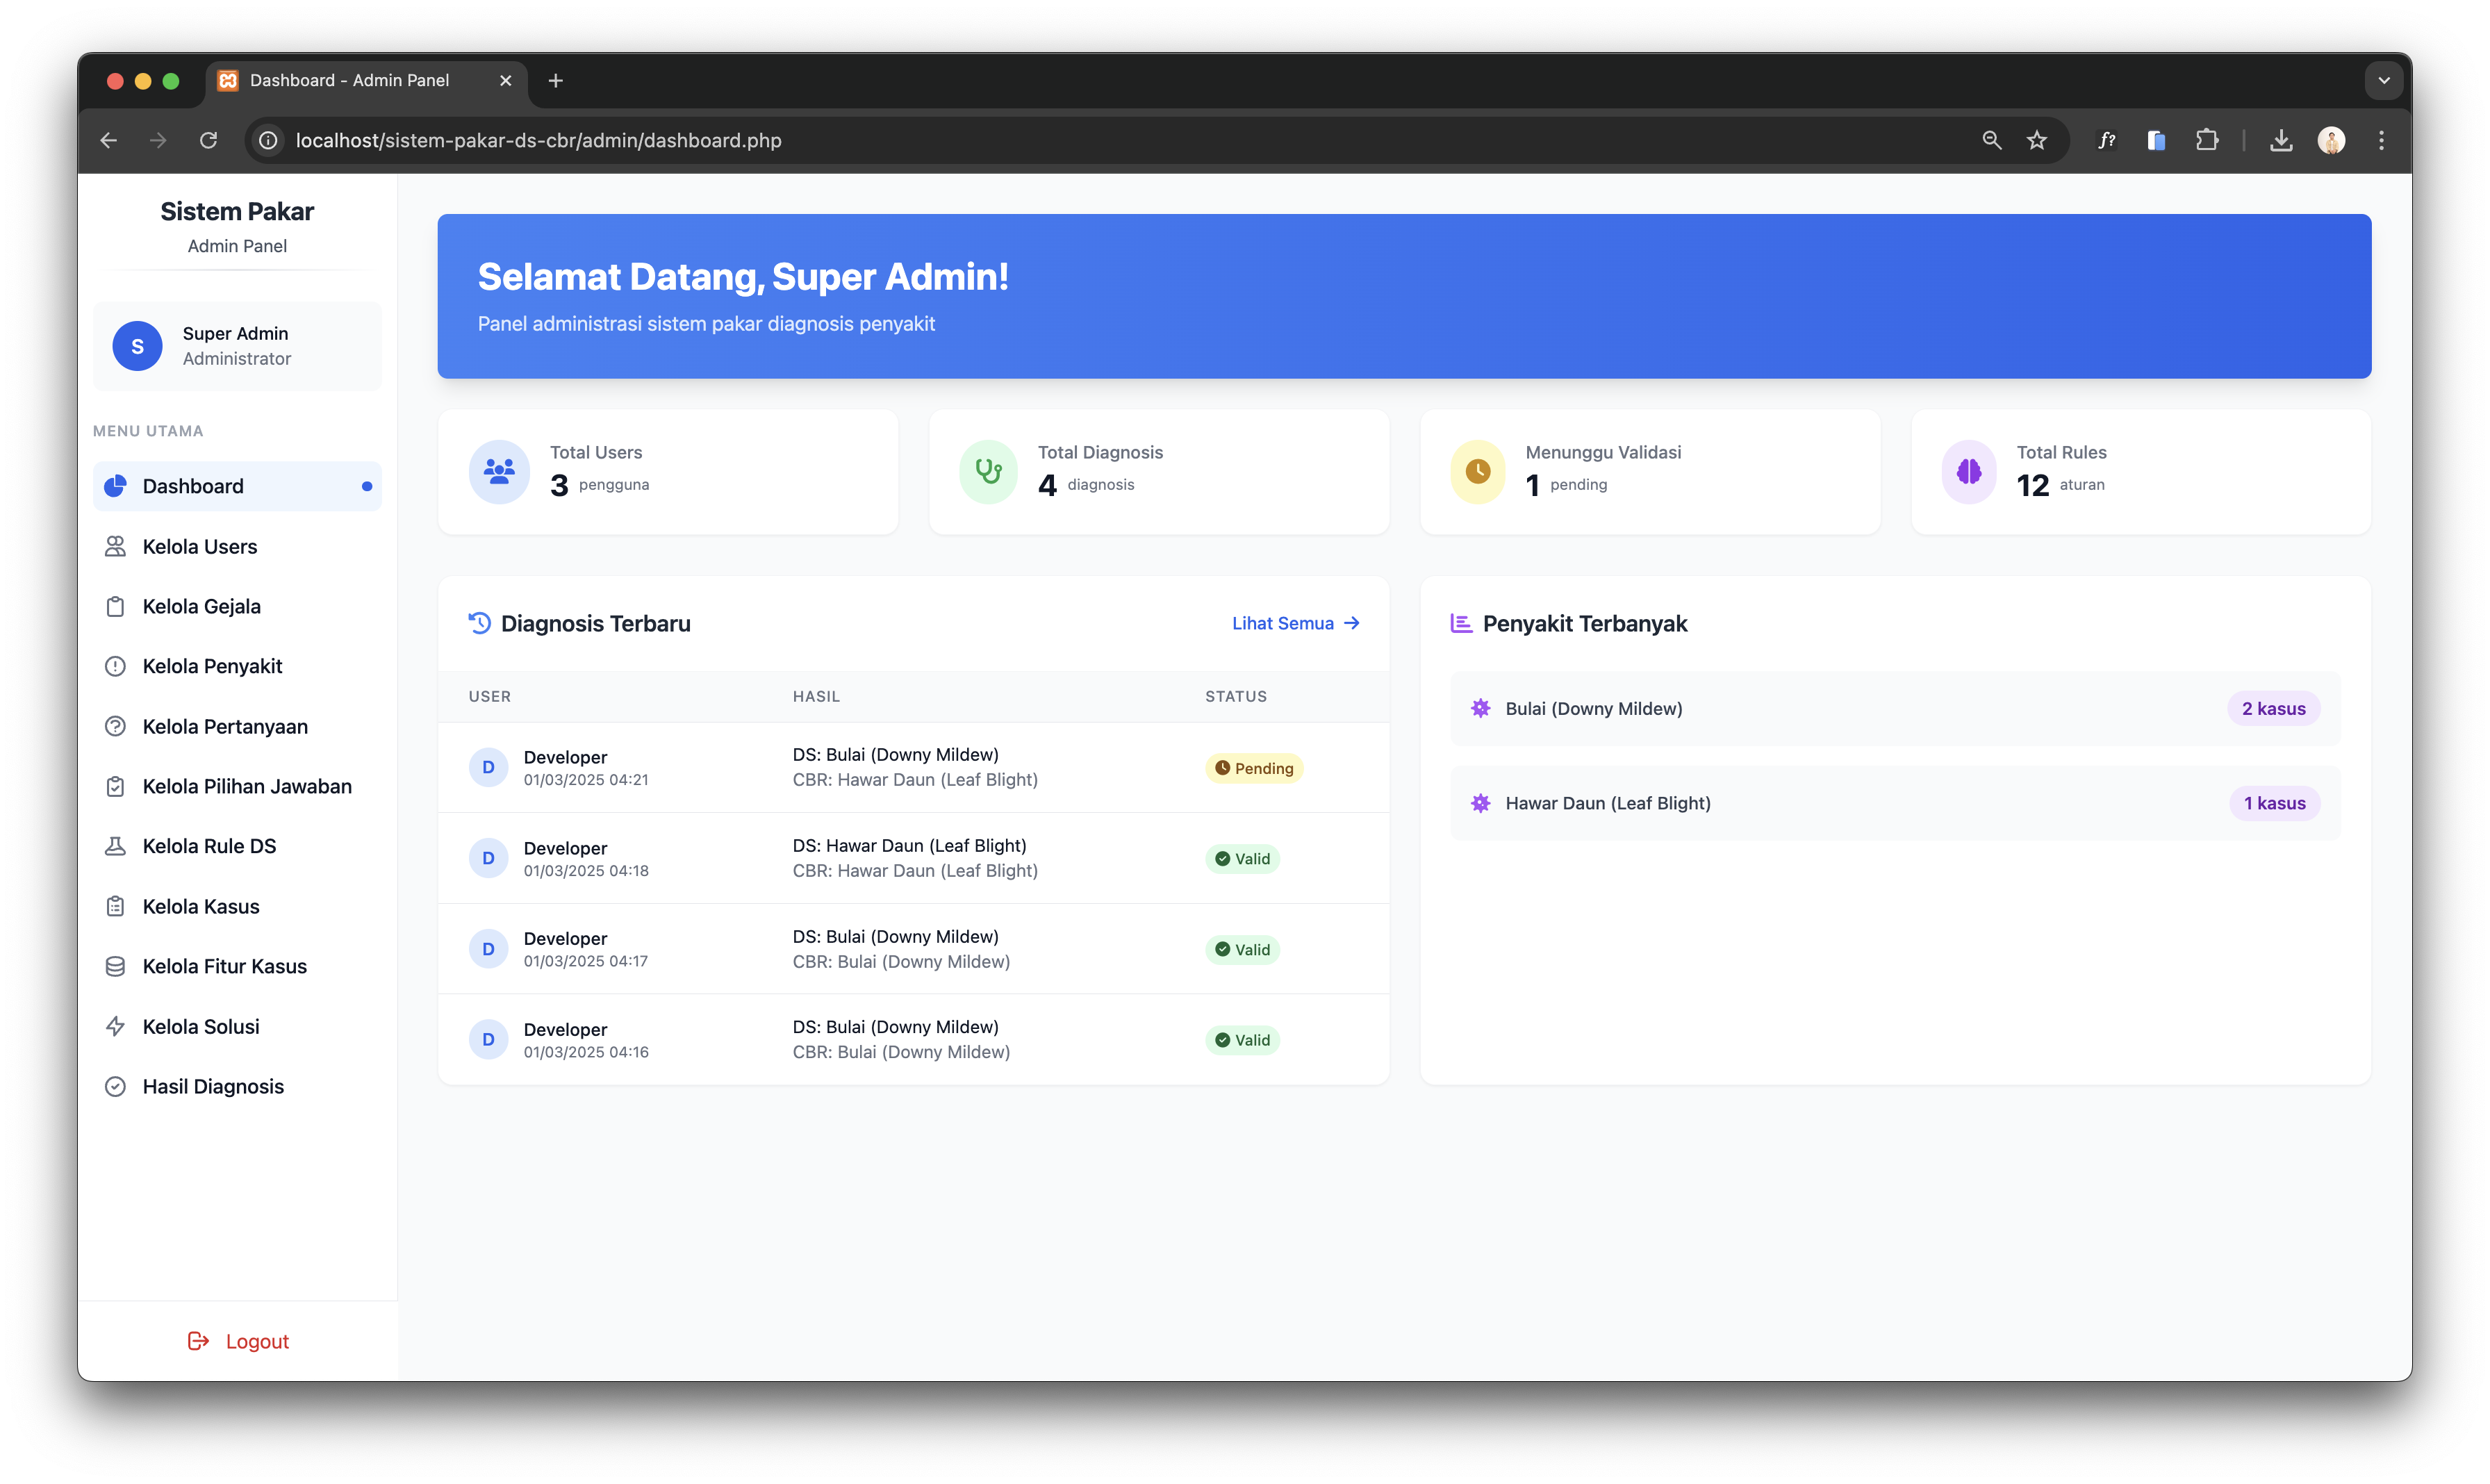 Dashboard - Admin Panel
localhost/sistem-pakar-ds-cbr/admin/dashboard.php
f?
Sistem Pakar
Admin Panel
S
Super Admin
Administrator
MENU UTAMA
Dashboard
Kelola Users
Kelola Gejala
Kelola Penyakit
Kelola Pertanyaan
Kelola Pilihan Jawaban
Kelola Rule DS
Kelola Kasus
Kelola Fitur Kasus
Kelola Solusi
Hasil Diagnosis
Logout
Selamat Datang, Super Admin!
Panel administrasi sistem pakar diagnosis penyakit
Total Users
3 pengguna
Total Diagnosis
4 diagnosis
Menunggu Validasi
1 pending
Total Rules
12 aturan
Diagnosis Terbaru
Lihat Semua
USER HASIL STATUS
D
Developer
01/03/2025 04:21
DS: Bulai (Downy Mildew)
CBR: Hawar Daun (Leaf Blight)
Pending
D
Developer
01/03/2025 04:18
DS: Hawar Daun (Leaf Blight)
CBR: Hawar Daun (Leaf Blight)
Valid
D
Developer
01/03/2025 04:17
DS: Bulai (Downy Mildew)
CBR: Bulai (Downy Mildew)
Valid
D
Developer
01/03/2025 04:16
DS: Bulai (Downy Mildew)
CBR: Bulai (Downy Mildew)
Valid
Penyakit Terbanyak
Bulai (Downy Mildew) 2 kasus
Hawar Daun (Leaf Blight) 1 kasus